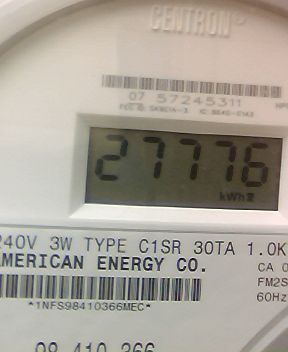 CENTRON®
07 57245311
27776
kWh
240V 3W TYPE C1SR 30TA 1.0K
AMERICAN ENERGY CO.
CA 0
FM2S
60Hz
*1NFS98410366MEC*
98 410 366